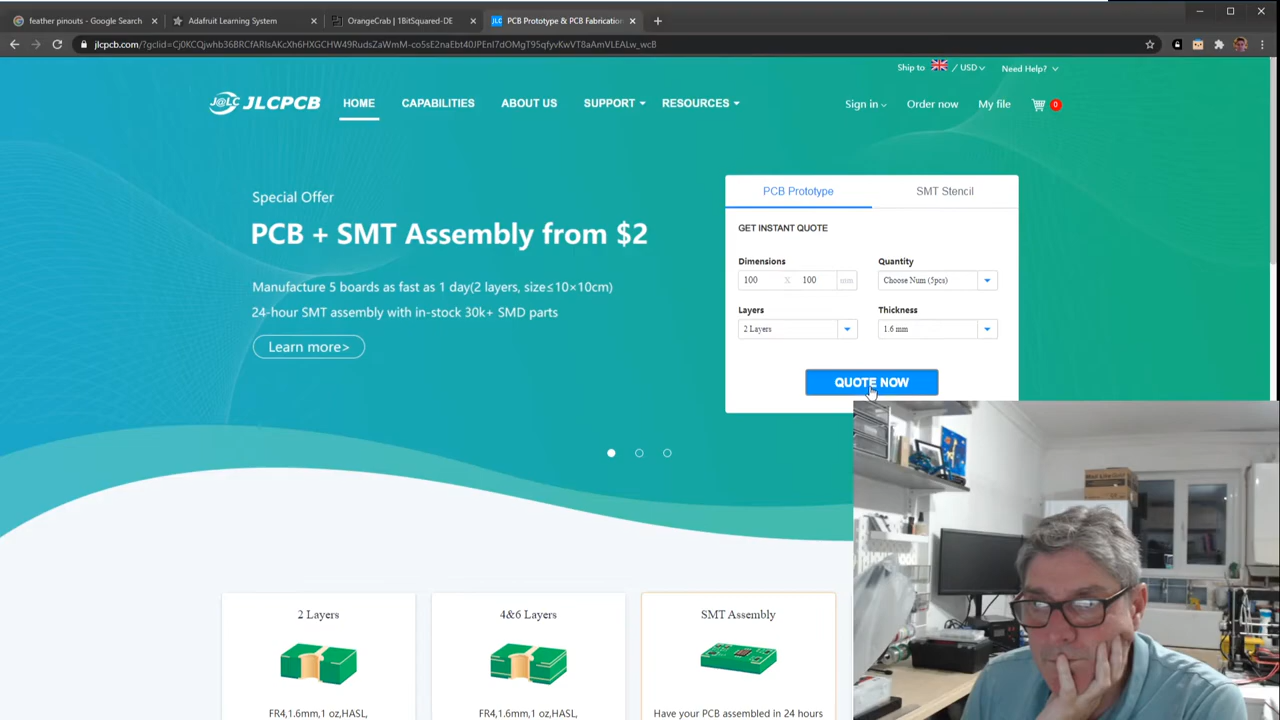 feather pinouts - Google Search
Adafruit Learning System
OrangeCrab | 1BitSquared-DE
JLC PCB Prototype & PCB Fabrication
jlcpcb.com/?gclid=Cj0KCQjwhb36BRCfARIsAKcXh6HXGCHW49RudsZaWmM-co5sE2naEbt40JPEnI7dOMgT95qfyvKwVT8aAmVLEALw_wcB
Ship to / USD Need Help?
J@LC JLCPCB HOME CAPABILITIES ABOUT US SUPPORT RESOURCES Sign in Order now My file 0
Special Offer
PCB + SMT Assembly from $2
Manufacture 5 boards as fast as 1 day(2 layers, size≤10×10cm)
24-hour SMT assembly with in-stock 30k+ SMD parts
Learn more>
PCB Prototype SMT Stencil
GET INSTANT QUOTE
Dimensions Quantity
100 X 100 mm Choose Num (5pcs)
Layers Thickness
2 Layers 1.6 mm
QUOTE NOW
2 Layers 4&6 Layers SMT Assembly
FR4,1.6mm,1 oz,HASL, FR4,1.6mm,1 oz,HASL, Have your PCB assembled in 24 hours